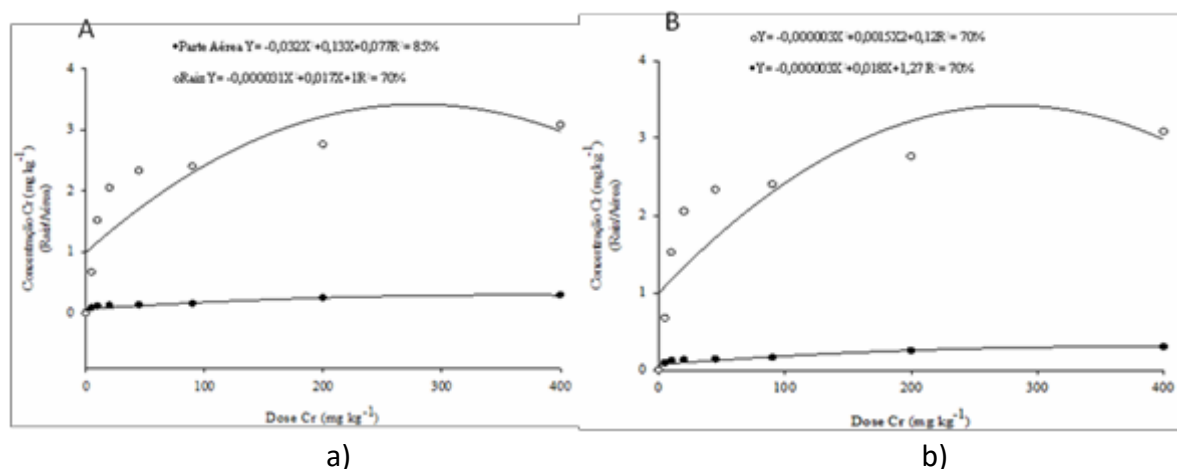 A
•Parte Aérea Y= -0,032X²+0,13X+0,077R²= 85%
oRaiz Y= -0,000031X²+0,017X+1R²= 70%
Concentração Cr (mg kg⁻¹)
(Raiz/Aérea)
4
3
2
1
0
0 100 200 300 400
Dose Cr (mg kg⁻¹)
a)
B
oY= -0,000003X²+0,0015X2+0,12R²= 70%
•Y= -0,000003X²+0,018X+1,27 R²= 70%
Concentração Cr (mg kg⁻¹)
(Raiz/Aérea)
4
3
2
1
0
0 100 200 300 400
Dose Cr (mg kg⁻¹)
b)